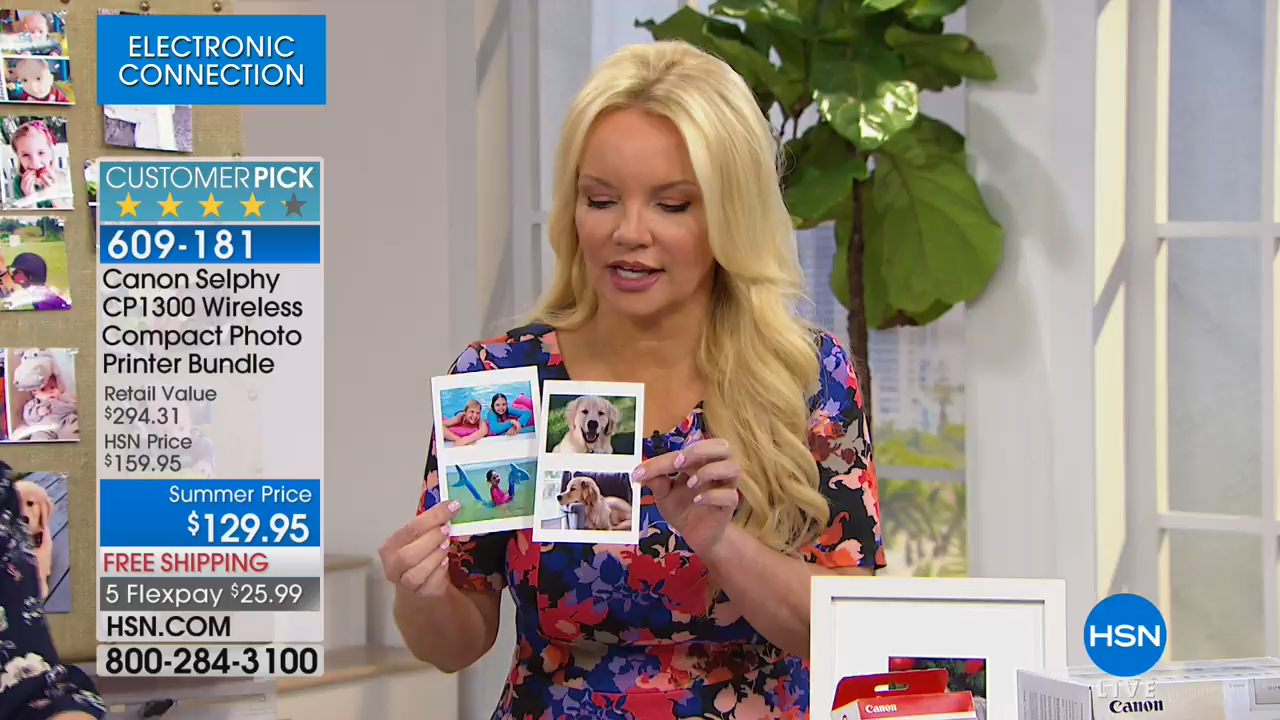 ELECTRONIC
CONNECTION
CUSTOMER PICK
609-181
Canon Selphy
CP1300 Wireless
Compact Photo
Printer Bundle
Retail Value
$294.31
HSN Price
$159.95
Summer Price
$129.95
FREE SHIPPING
5 Flexpay $25.99
HSN.COM
800-284-3100
HSN
LIVE
Canon
Canon